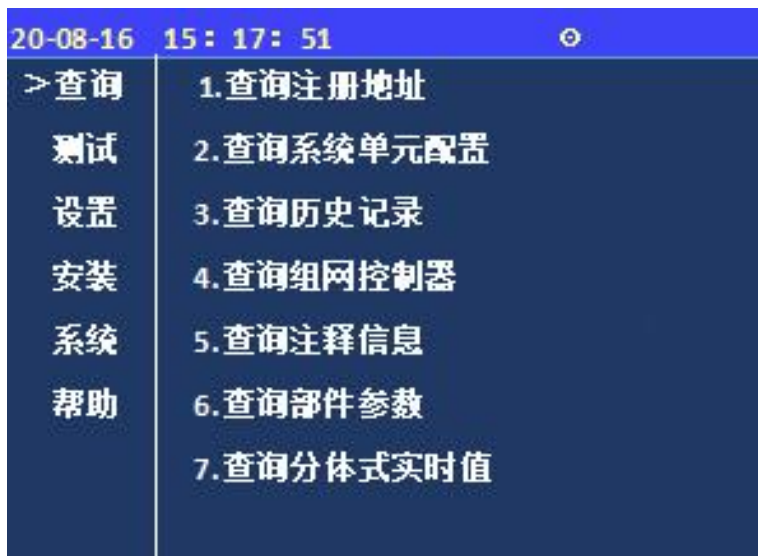 20-08-16 15：17：51
>查询
测试
设置
安装
系统
帮助
1.查询注册地址
2.查询系统单元配置
3.查询历史记录
4.查询组网控制器
5.查询注释信息
6.查询部件参数
7.查询分体式实时值